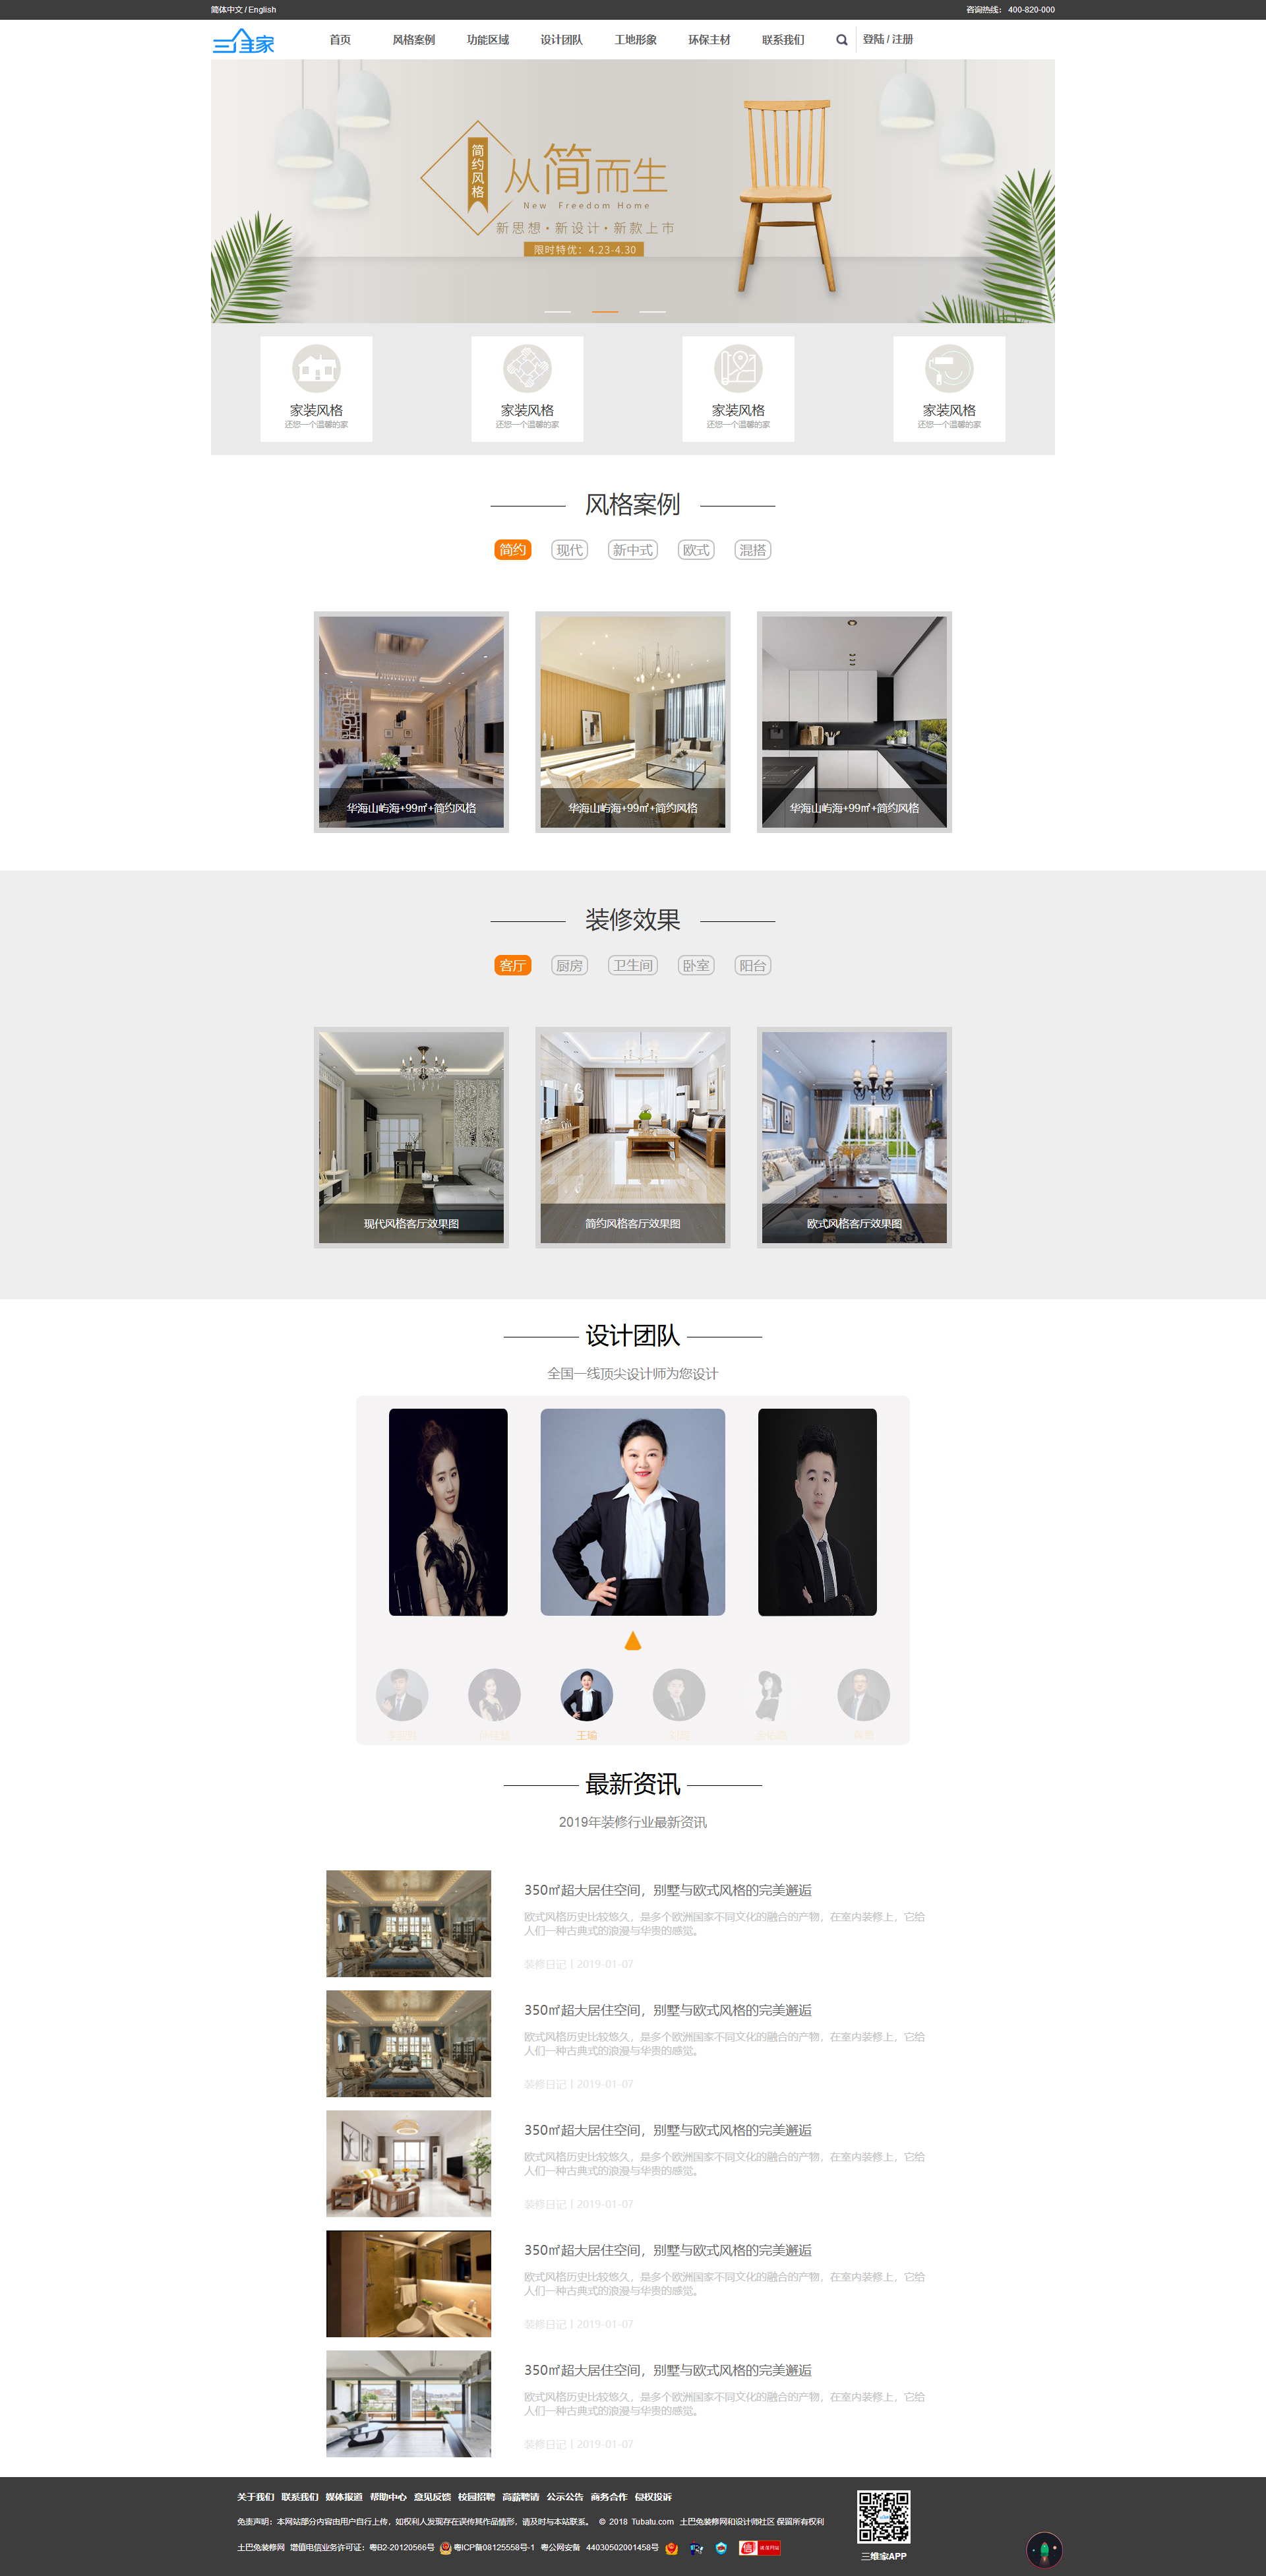 简体中文 / English
咨询热线： 400-820-000
三维家
首页
风格案例
功能区域
设计团队
工地形象
环保主材
联系我们
登陆 / 注册
简约风格
从简而生
New Freedom Home
新思想·新设计·新款上市
限时特优：4.23-4.30
家装风格
还您一个温馨的家
家装风格
还您一个温馨的家
家装风格
还您一个温馨的家
家装风格
还您一个温馨的家
风格案例
简约
现代
新中式
欧式
混搭
华海山屿海+99㎡+简约风格
华海山屿海+99㎡+简约风格
华海山屿海+99㎡+简约风格
装修效果
客厅
厨房
卫生间
卧室
阳台
现代风格客厅效果图
简约风格客厅效果图
欧式风格客厅效果图
设计团队
全国一线顶尖设计师为您设计
王瑜
最新资讯
2019年装修行业最新资讯
350㎡超大居住空间，别墅与欧式风格的完美邂逅
欧式风格历史比较悠久，是多个欧洲国家不同文化的融合的产物，在室内装修上，它给
人们一种古典式的浪漫与华贵的感觉。
装修日记丨2019-01-07
350㎡超大居住空间，别墅与欧式风格的完美邂逅
欧式风格历史比较悠久，是多个欧洲国家不同文化的融合的产物，在室内装修上，它给
人们一种古典式的浪漫与华贵的感觉。
装修日记丨2019-01-07
350㎡超大居住空间，别墅与欧式风格的完美邂逅
欧式风格历史比较悠久，是多个欧洲国家不同文化的融合的产物，在室内装修上，它给
人们一种古典式的浪漫与华贵的感觉。
装修日记丨2019-01-07
350㎡超大居住空间，别墅与欧式风格的完美邂逅
欧式风格历史比较悠久，是多个欧洲国家不同文化的融合的产物，在室内装修上，它给
人们一种古典式的浪漫与华贵的感觉。
装修日记丨2019-01-07
350㎡超大居住空间，别墅与欧式风格的完美邂逅
欧式风格历史比较悠久，是多个欧洲国家不同文化的融合的产物，在室内装修上，它给
人们一种古典式的浪漫与华贵的感觉。
装修日记丨2019-01-07
关于我们 联系我们 媒体报道 帮助中心 意见反馈 校园招聘 高薪聘请 公示公告 商务合作 侵权投诉
免责声明：本网站部分内容由用户自行上传，如权利人发现存在误传其作品情形，请及时与本站联系。 © 2018 Tubatu.com 土巴兔装修网和设计师社区 保留所有权利
土巴兔装修网 增值电信业务许可证：粤B2-20120566号 粤ICP备08125558号-1 粤公网安备 44030502001458号
三维家APP